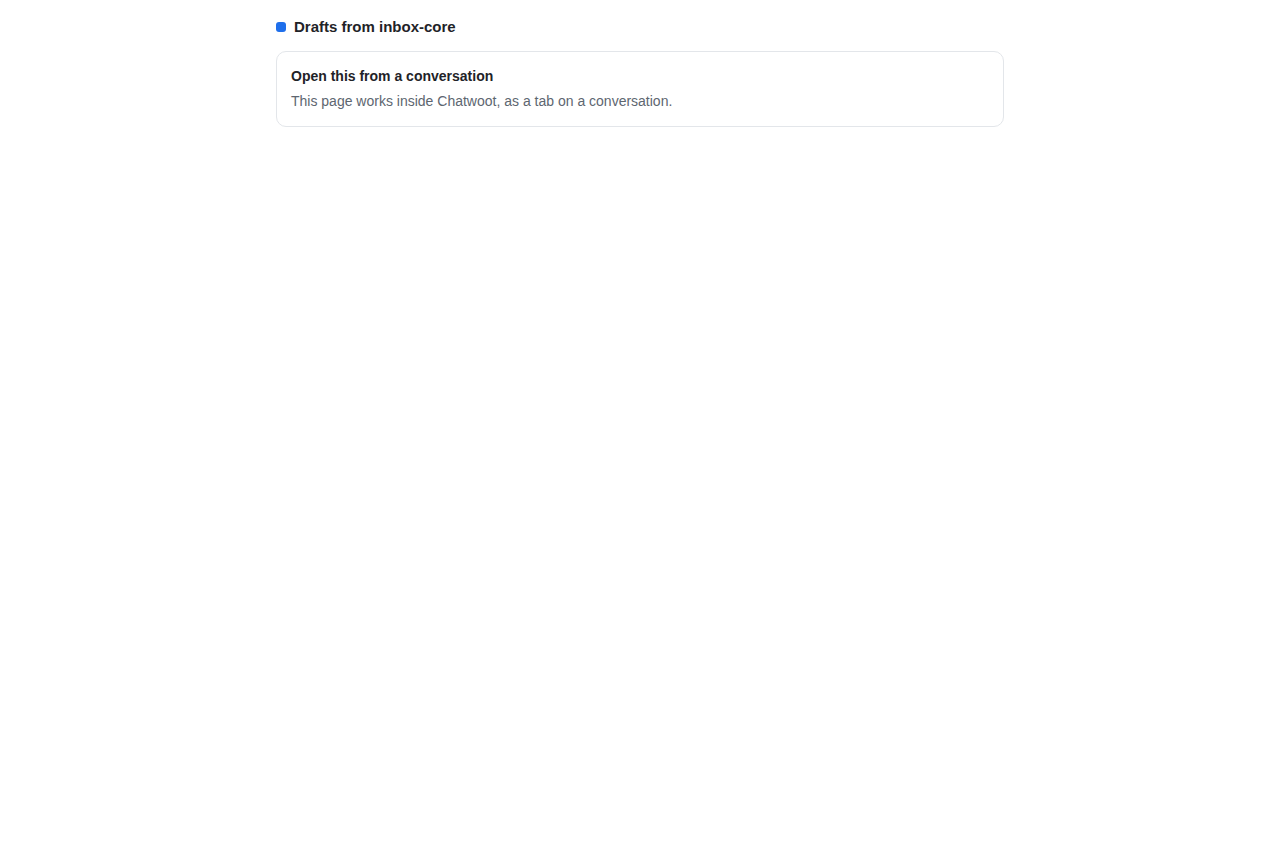 Drafts from inbox-core
Open this from a conversation
This page works inside Chatwoot, as a tab on a conversation.